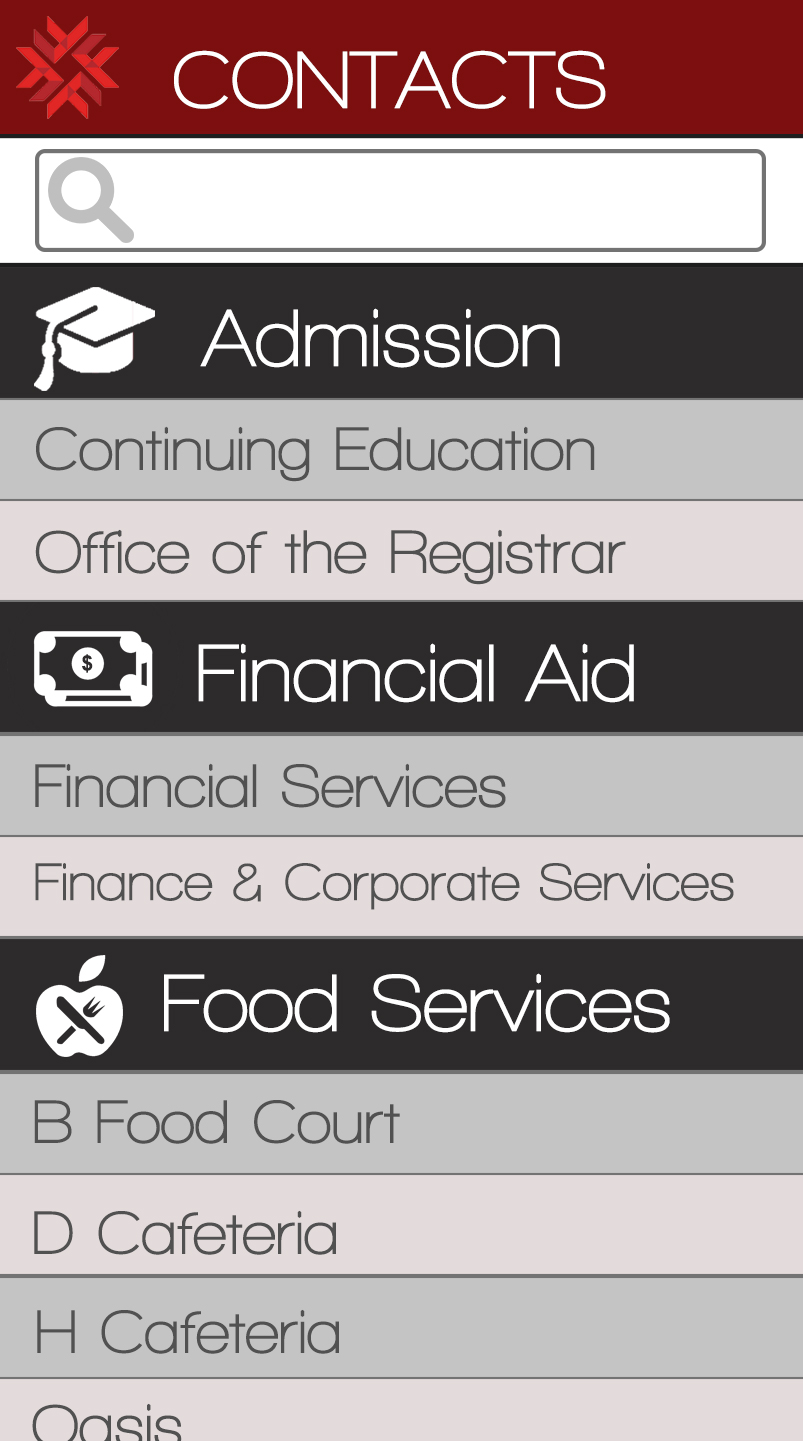 CONTACTS
Admission
Continuing Education
Office of the Registrar
$
Financial Aid
Financial Services
Finance & Corporate Services
Food Services
B Food Court
D Cafeteria
H Cafeteria
Oasis